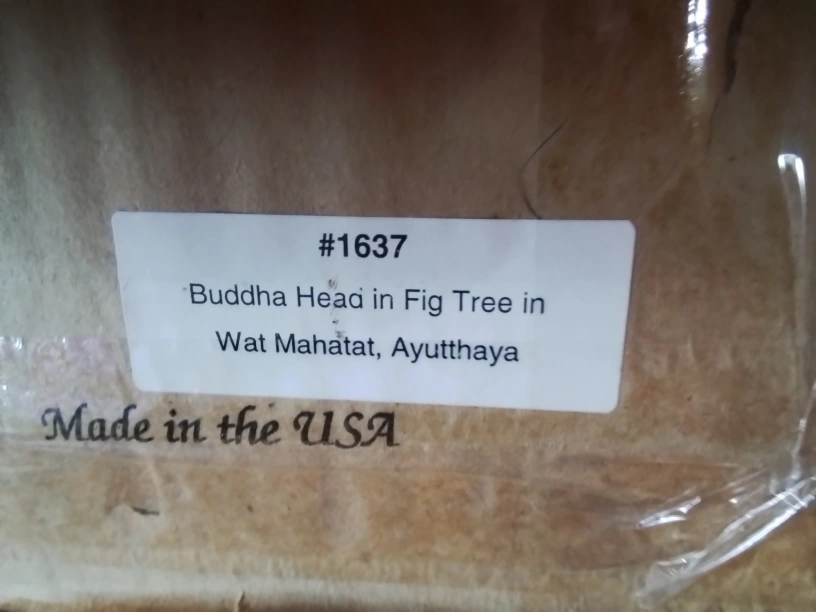 #1637
Buddha Head in Fig Tree in
Wat Mahatat, Ayutthaya
Made in the USA